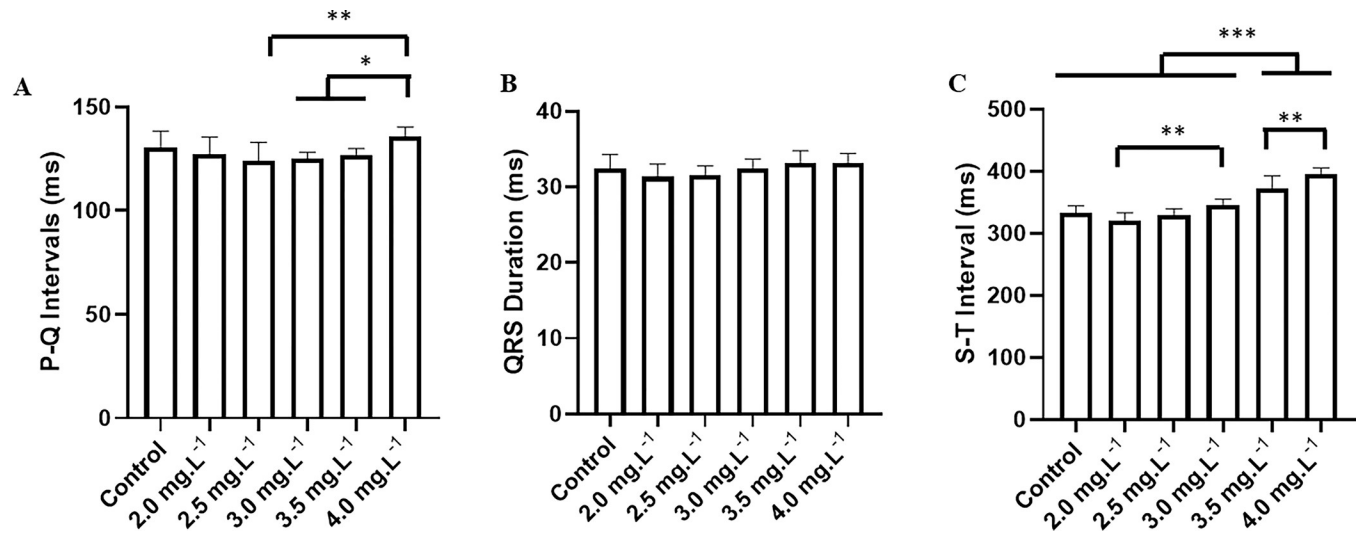 A
**
*
P-Q Intervals (ms)
150
100
50
0
Control
2.0 mg.L-1
2.5 mg.L-1
3.0 mg.L-1
3.5 mg.L-1
4.0 mg.L-1
B
QRS Duration (ms)
40
30
20
10
0
Control
2.0 mg.L-1
2.5 mg.L-1
3.0 mg.L-1
3.5 mg.L-1
4.0 mg.L-1
C
***
**
**
S-T Interval (ms)
500
400
300
200
100
0
Control
2.0 mg.L-1
2.5 mg.L-1
3.0 mg.L-1
3.5 mg.L-1
4.0 mg.L-1